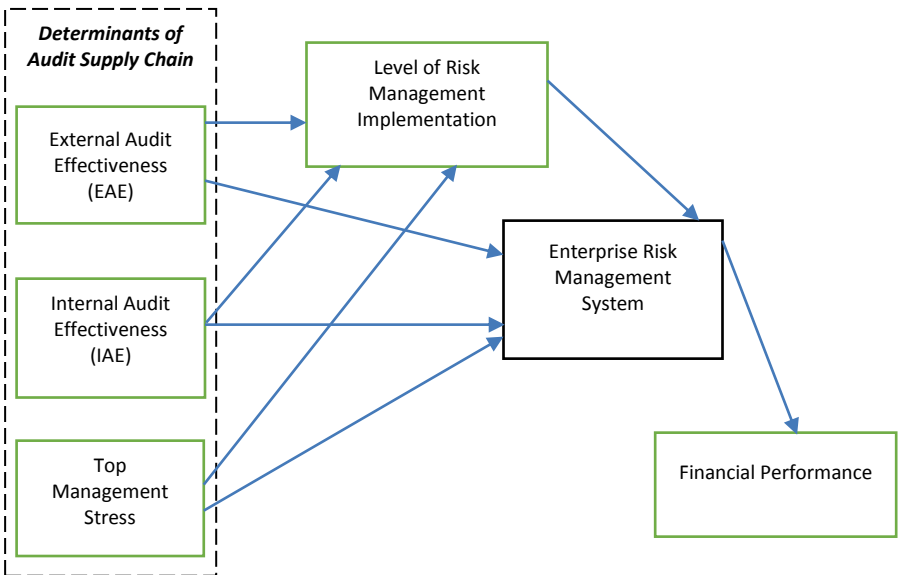 Determinants of
Audit Supply Chain
External Audit
Effectiveness
(EAE)
Internal Audit
Effectiveness
(IAE)
Top
Management
Stress
Level of Risk
Management
Implementation
Enterprise Risk
Management
System
Financial Performance